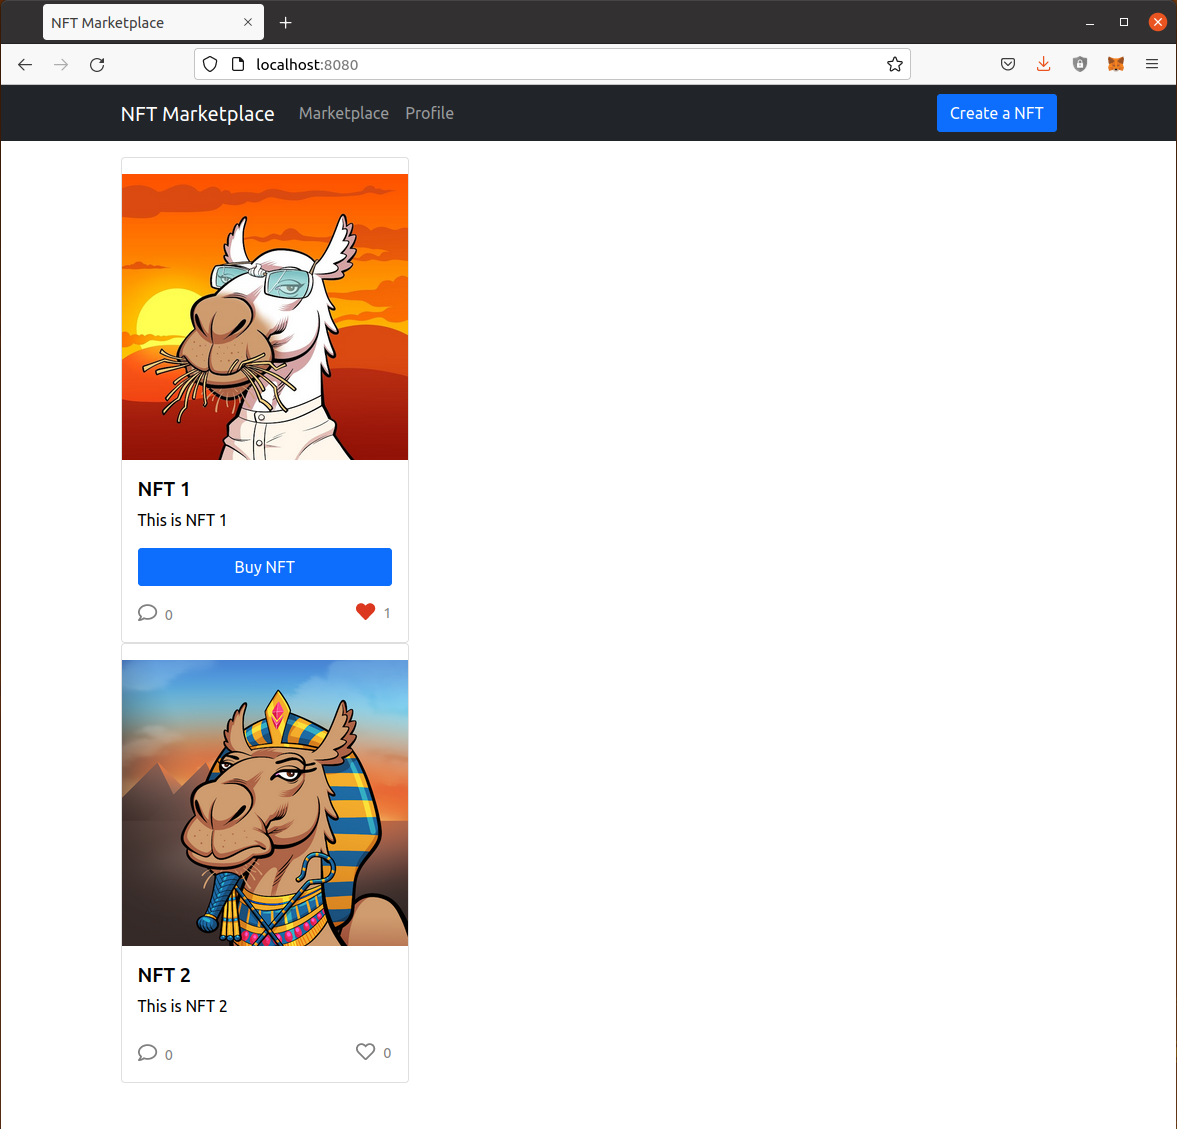 NFT Marketplace
localhost:8080
NFT Marketplace Marketplace Profile Create a NFT
NFT 1
This is NFT 1
Buy NFT
0 1
NFT 2
This is NFT 2
0 0